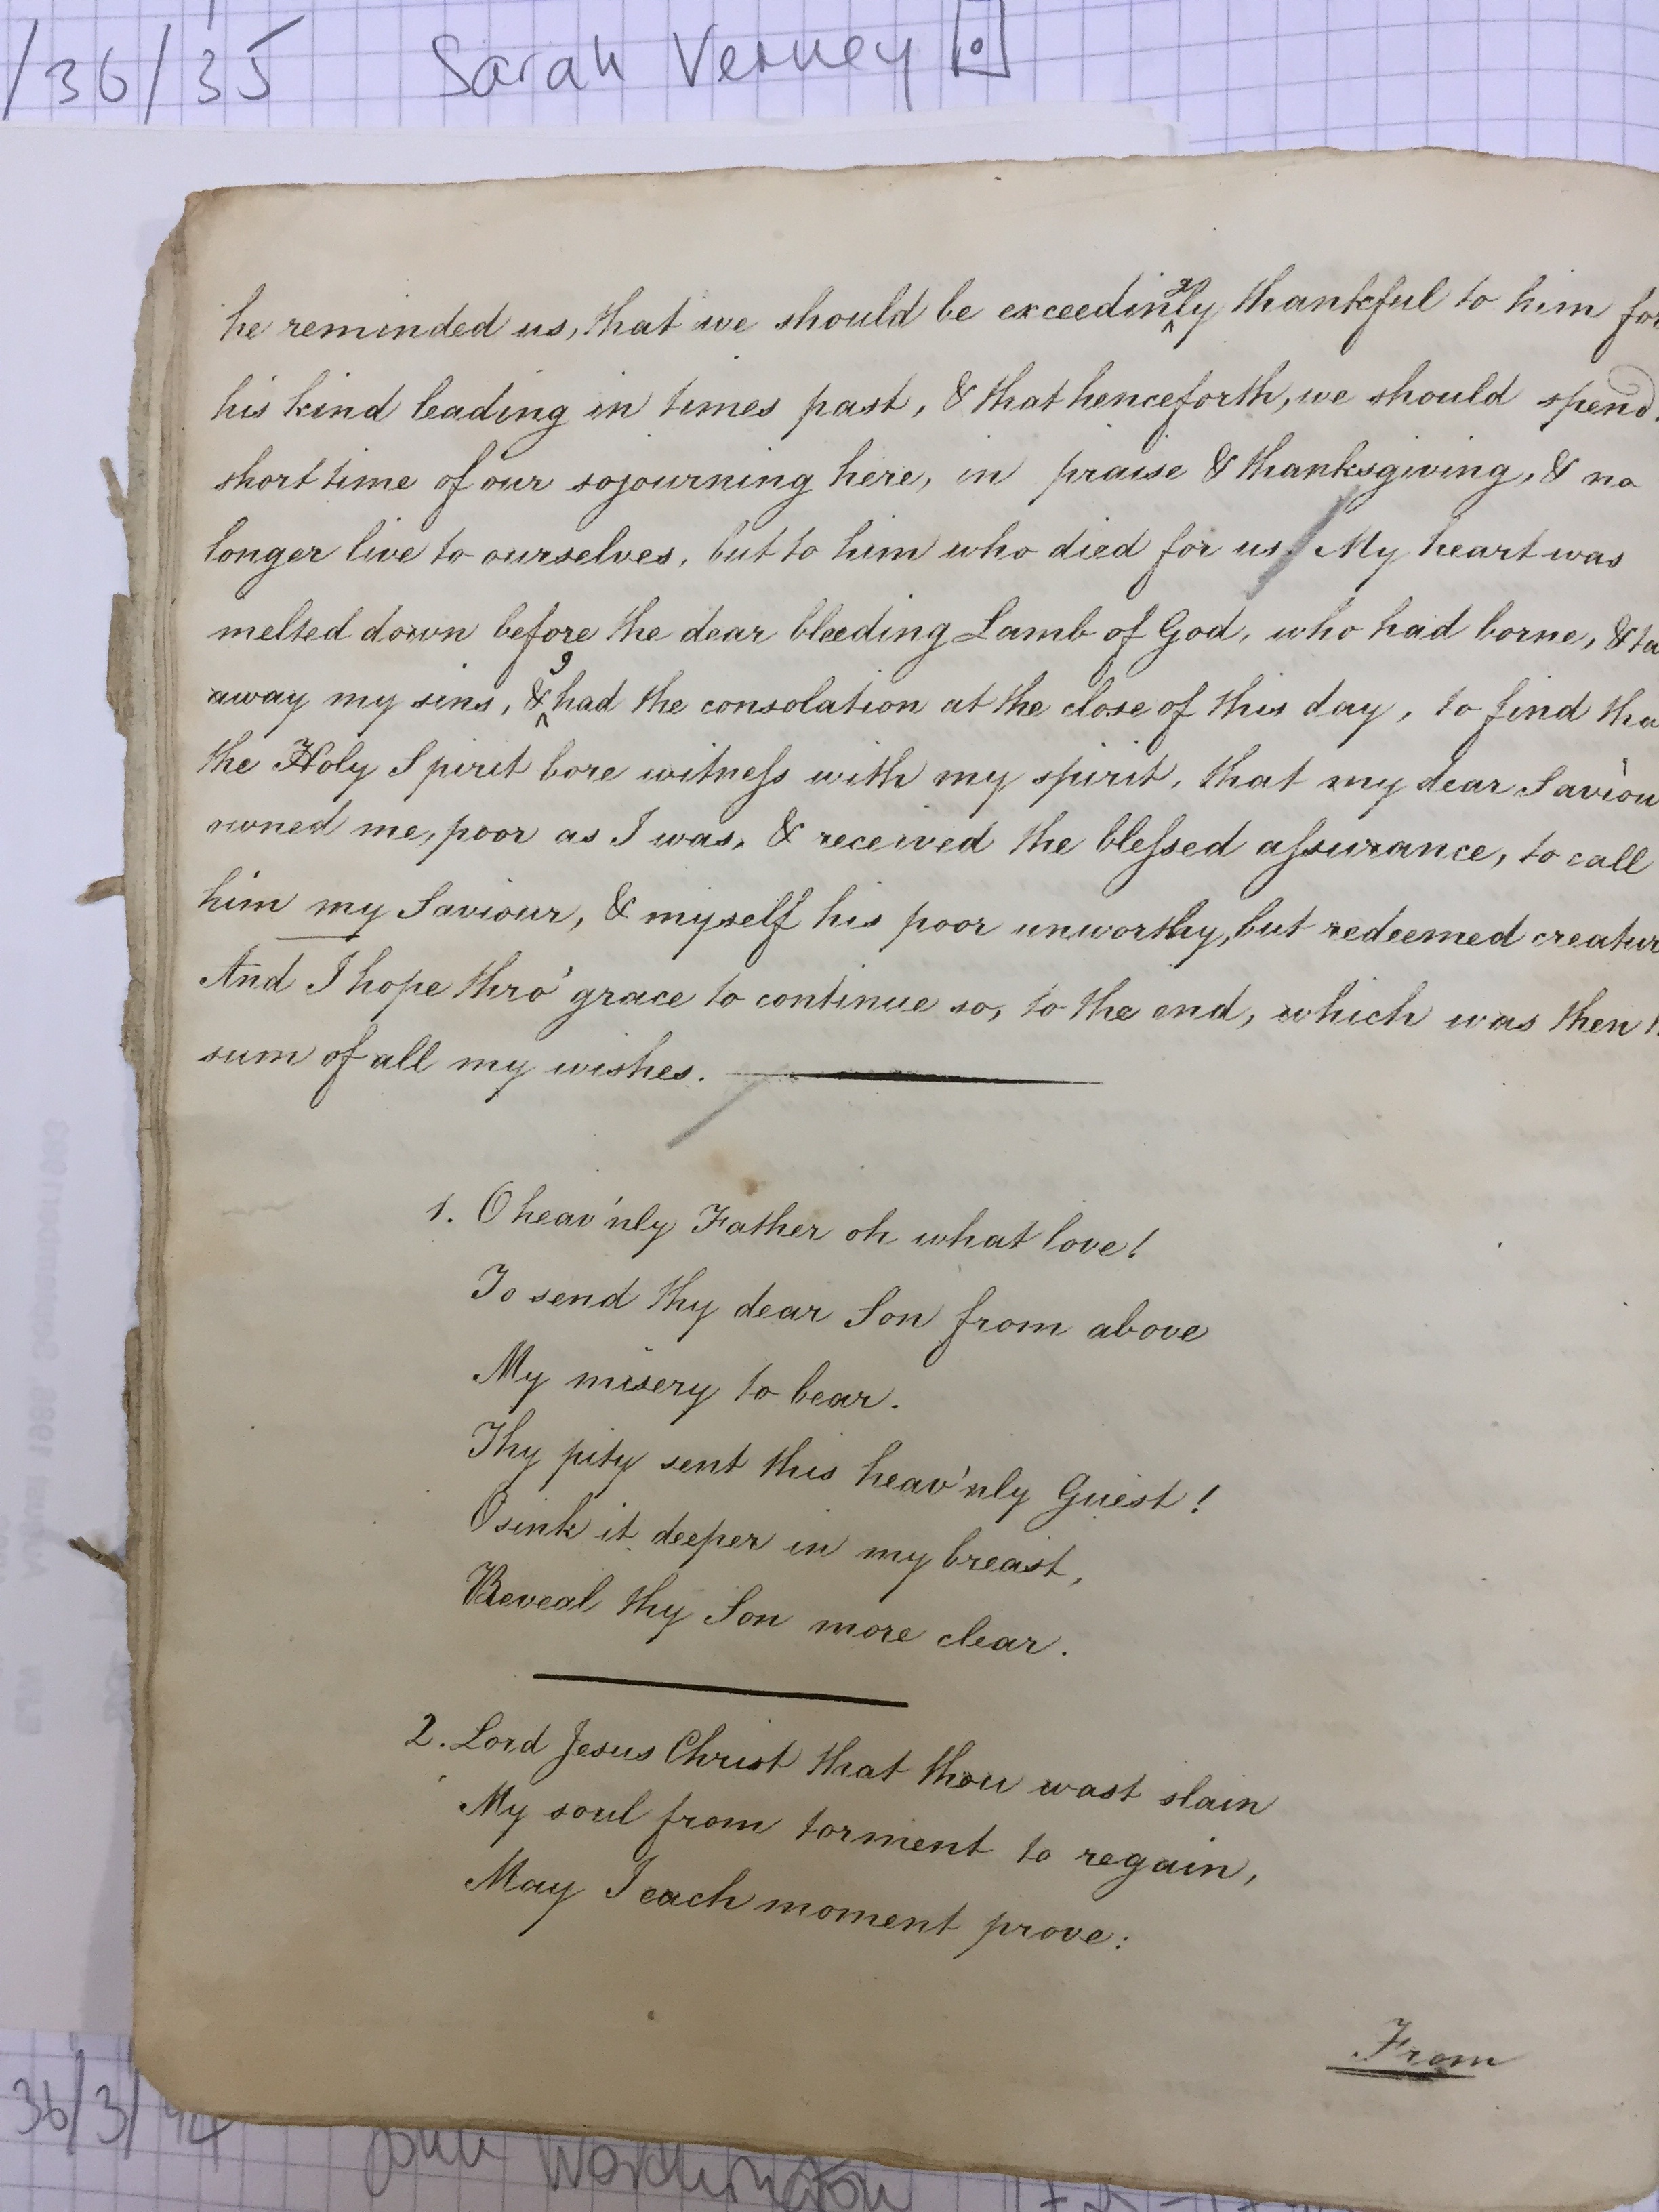 /36/35 Sarah Verney
he reminded us, that we should be exceedingly thankful to him for
his kind leading in times past, & that henceforth, we should spend
short time of our sojourning here, in praise & thanksgiving, & no
longer live to ourselves, but to him who died for us. My heart was
melted down before the dear bleeding Lamb of God, who had borne, & ta
away my sins, & I had the consolation at the close of this day, to find tha
the Holy Spirit bore witneſs with my spirit, that my dear Saviou
owned me, poor as I was, & received the bleſsed aſsurance, to call
him my Saviour, & myself his poor unworthy, but redeemed creatur
And I hope thro' grace to continue so, to the end, which was then
sum of all my wishes.
1. O heav'nly Father oh what love!
To send thy dear Son from above
My misery to bear.
Thy pity sent this heav'nly Guest!
O sink it deeper in my breast,
Reveal thy Son more clear.
2. Lord Jesus Christ that thou wast slain
My soul from torment to regain,
May I each moment prove:
From
36/3/94 John Worthington